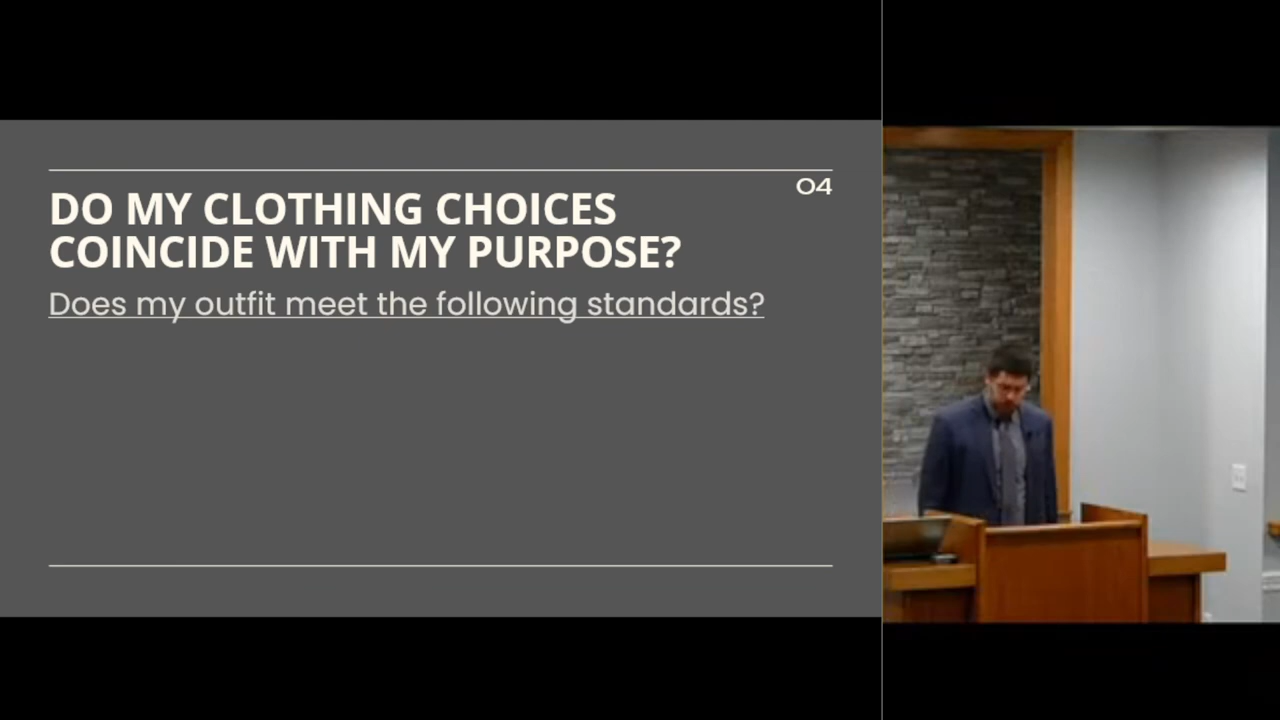 04
DO MY CLOTHING CHOICES
COINCIDE WITH MY PURPOSE?
Does my outfit meet the following standards?